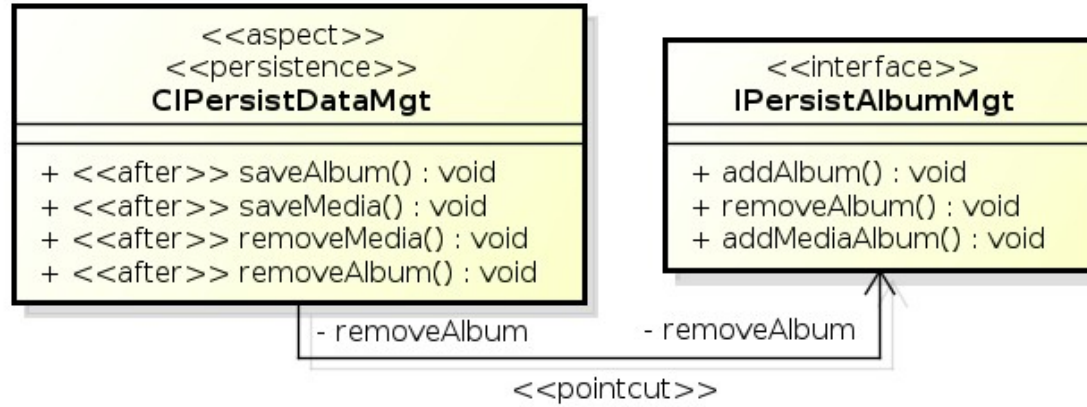 <<aspect>>
<<persistence>>
CIPersistDataMgt
+ <<after>> saveAlbum() : void
+ <<after>> saveMedia() : void
+ <<after>> removeMedia() : void
+ <<after>> removeAlbum() : void
<<interface>>
IPersistAlbumMgt
+ addAlbum() : void
+ removeAlbum() : void
+ addMediaAlbum() : void
- removeAlbum
- removeAlbum
<<pointcut>>